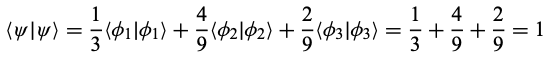 ⟨ψ|ψ⟩ = 1/3⟨ϕ₁|ϕ₁⟩ + 4/9⟨ϕ₂|ϕ₂⟩ + 2/9⟨ϕ₃|ϕ₃⟩ = 1/3 + 4/9 + 2/9 = 1